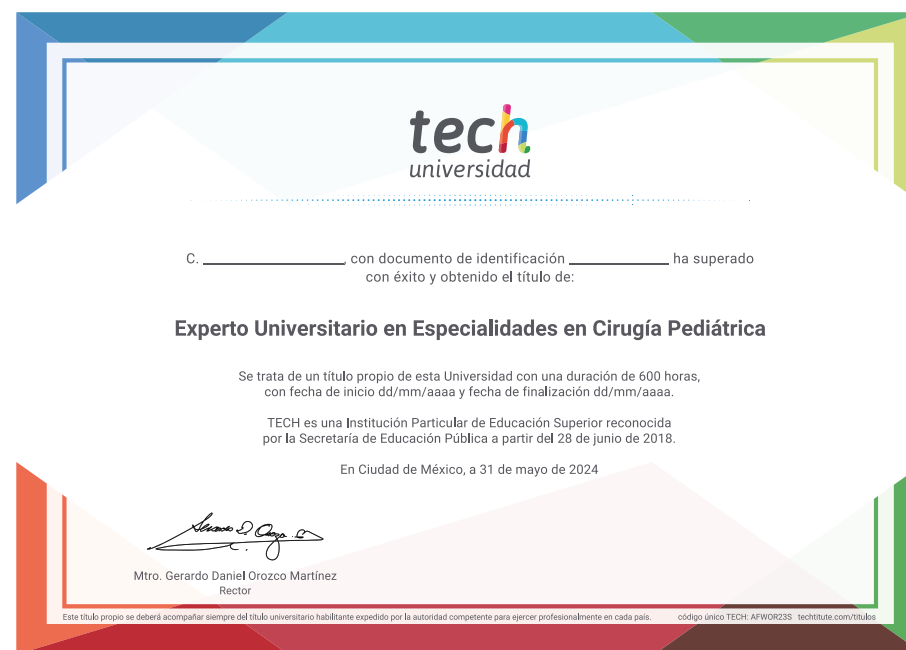 tech
universidad
C. ____________________, con documento de identificación ______________ ha superado
con éxito y obtenido el título de:
Experto Universitario en Especialidades en Cirugía Pediátrica
Se trata de un título propio de esta Universidad con una duración de 600 horas,
con fecha de inicio dd/mm/aaaa y fecha de finalización dd/mm/aaaa.
TECH es una Institución Particular de Educación Superior reconocida
por la Secretaría de Educación Pública a partir del 28 de junio de 2018.
En Ciudad de México, a 31 de mayo de 2024
Mtro. Gerardo Daniel Orozco Martínez
Rector
Este título propio se deberá acompañar siempre del título universitario habilitante expedido por la autoridad competente para ejercer profesionalmente en cada país. código único TECH: AFWOR23S techtitute.com/titulos